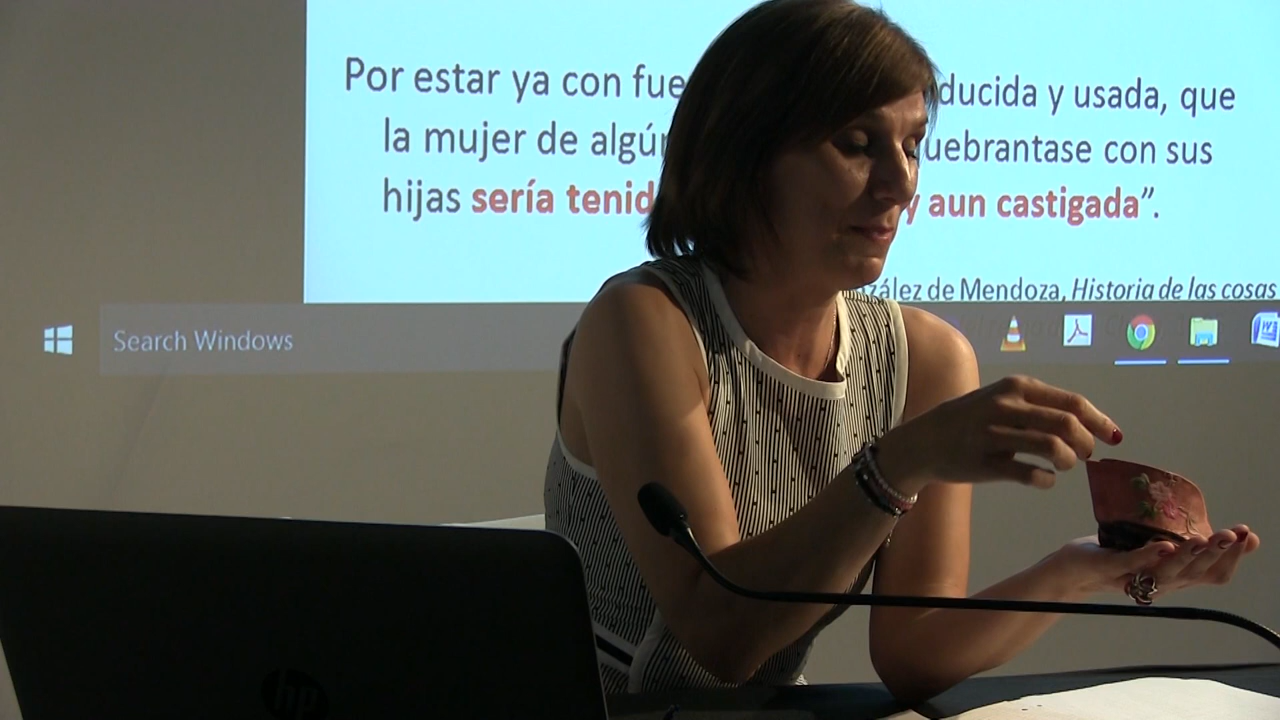 Por estar ya con fue ducida y usada, que
la mujer de algún uebrantase con sus
hijas sería tenid y aun castigada”.
zález de Mendoza, Historia de las cosas
Search Windows
hp